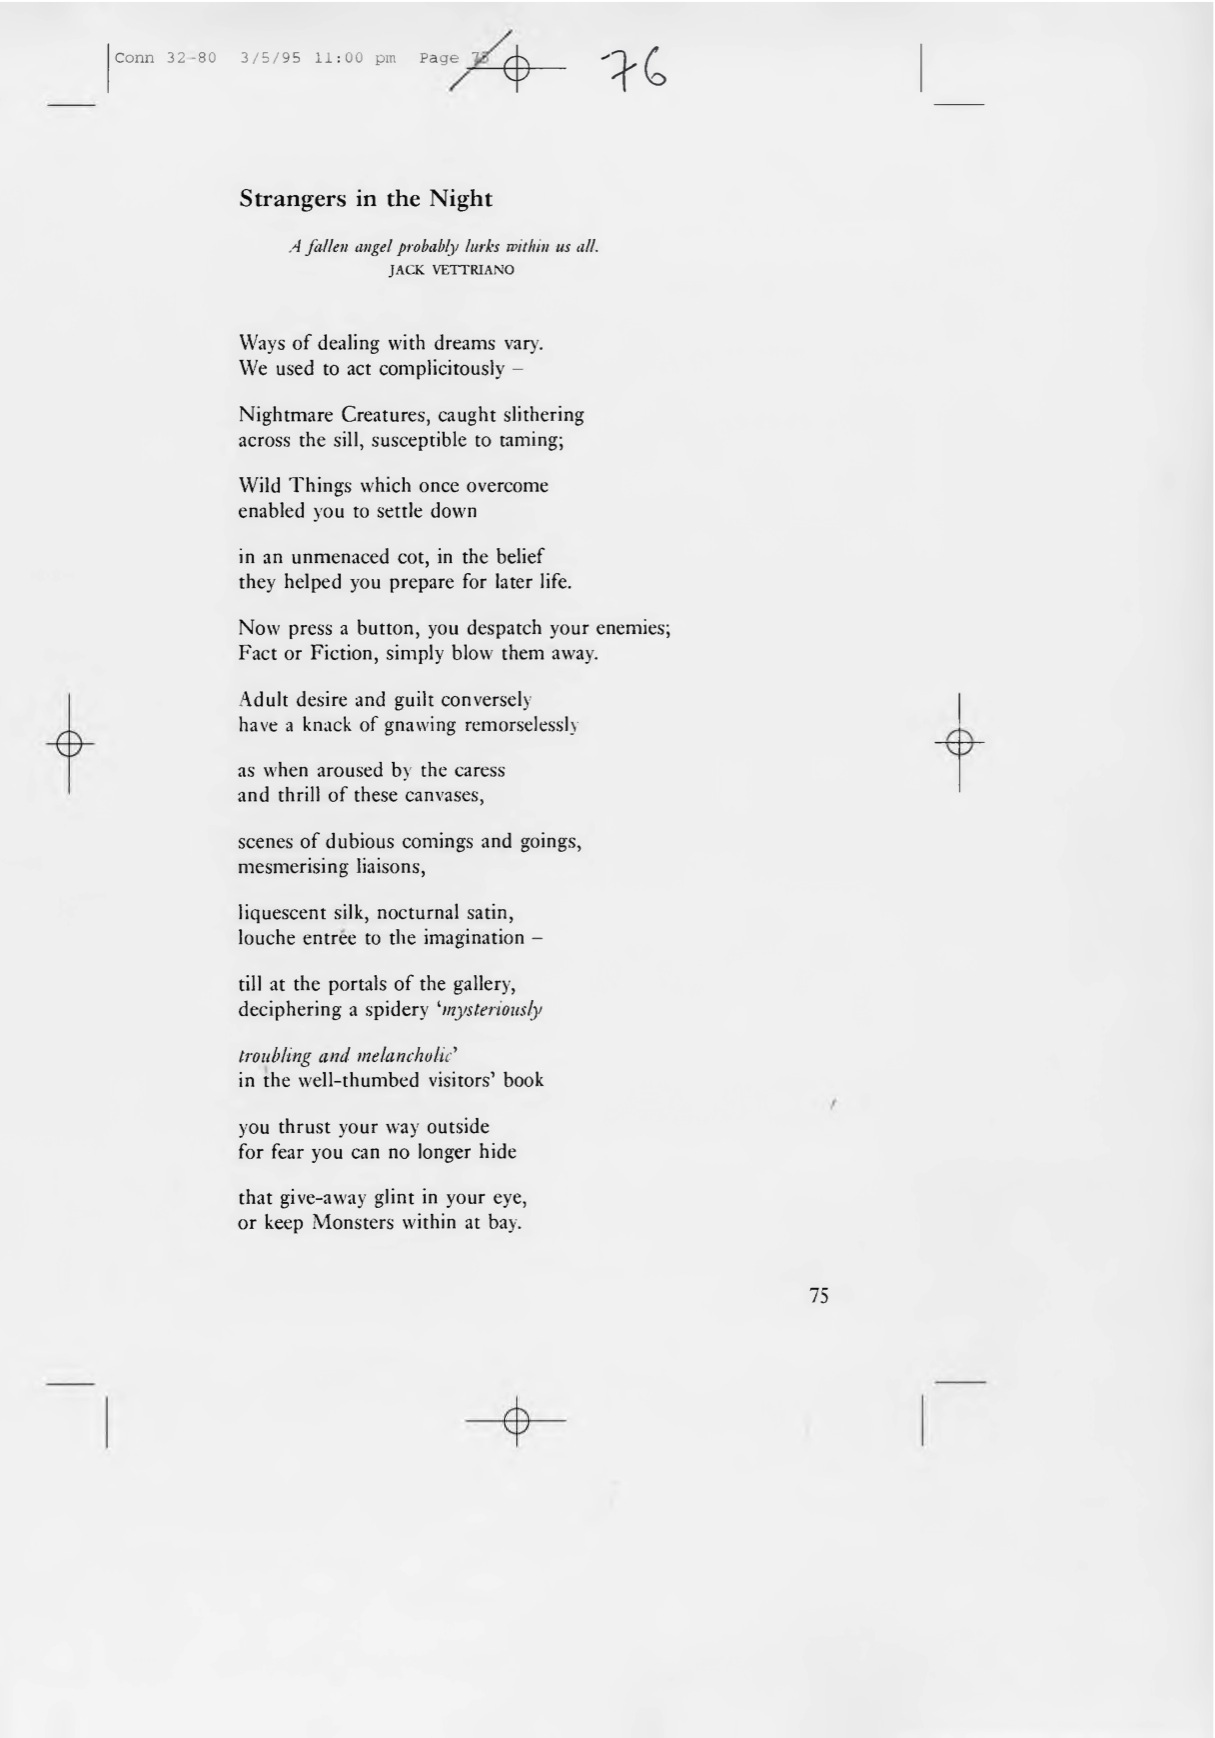 Conn 32-80 3/5/95 11:00 pm Page 75
76
Strangers in the Night
A fallen angel probably lurks within us all.
JACK VETTRIANO
Ways of dealing with dreams vary.
We used to act complicitously –
Nightmare Creatures, caught slithering
across the sill, susceptible to taming;
Wild Things which once overcome
enabled you to settle down
in an unmenaced cot, in the belief
they helped you prepare for later life.
Now press a button, you despatch your enemies;
Fact or Fiction, simply blow them away.
Adult desire and guilt conversely
have a knack of gnawing remorselessly
as when aroused by the caress
and thrill of these canvases,
scenes of dubious comings and goings,
mesmerising liaisons,
liquescent silk, nocturnal satin,
louche entrée to the imagination –
till at the portals of the gallery,
deciphering a spidery ‘mysteriously
troubling and melancholic’
in the well-thumbed visitors’ book
you thrust your way outside
for fear you can no longer hide
that give-away glint in your eye,
or keep Monsters within at bay.
75